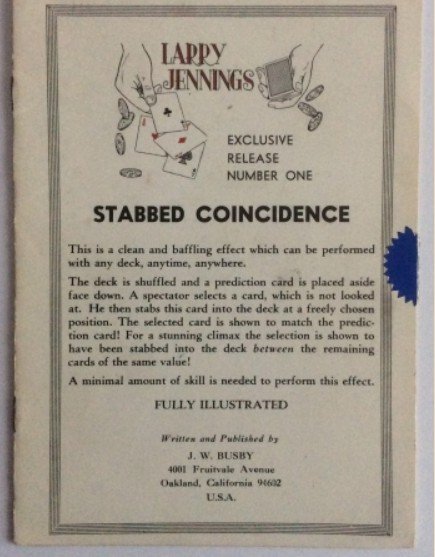 LARRY
JENNINGS
EXCLUSIVE
RELEASE
NUMBER ONE
STABBED COINCIDENCE
This is a clean and baffling effect which can be performed
with any deck, anytime, anywhere.
The deck is shuffled and a prediction card is placed aside
face down. A spectator selects a card, which is not looked
at. He then stabs this card into the deck at a freely chosen
position. The selected card is shown to match the predic-
tion card! For a stunning climax the selection is shown to
have been stabbed into the deck between the remaining
cards of the same value!
A minimal amount of skill is needed to perform this effect.
FULLY ILLUSTRATED
Written and Published by
J. W. BUSBY
4001 Fruitvale Avenue
Oakland, California 94602
U.S.A.